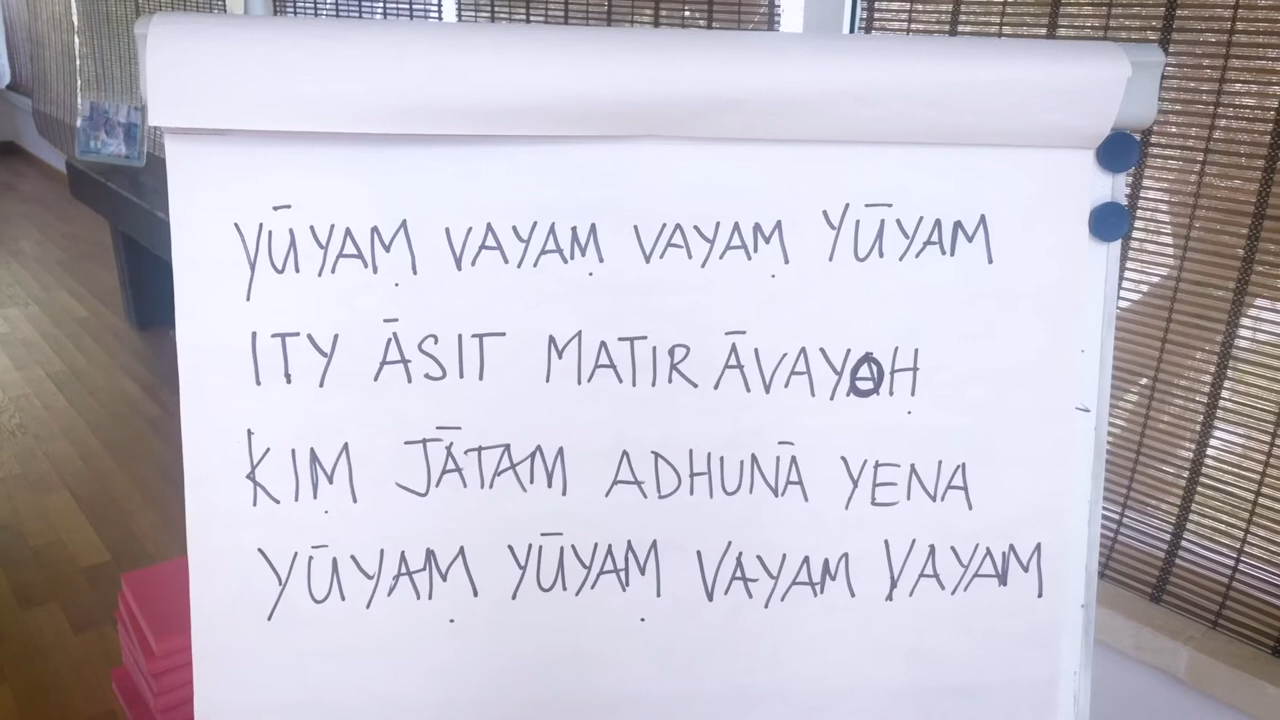 YŪYAṂ VAYAṂ VAYAṂ YŪYAM
ITY ĀSIT MATIR ĀVAYOḤ
KIṂ JĀTAM ADHUNĀ YENA
YŪYAṂ YŪYAṂ VAYAM VAYAM